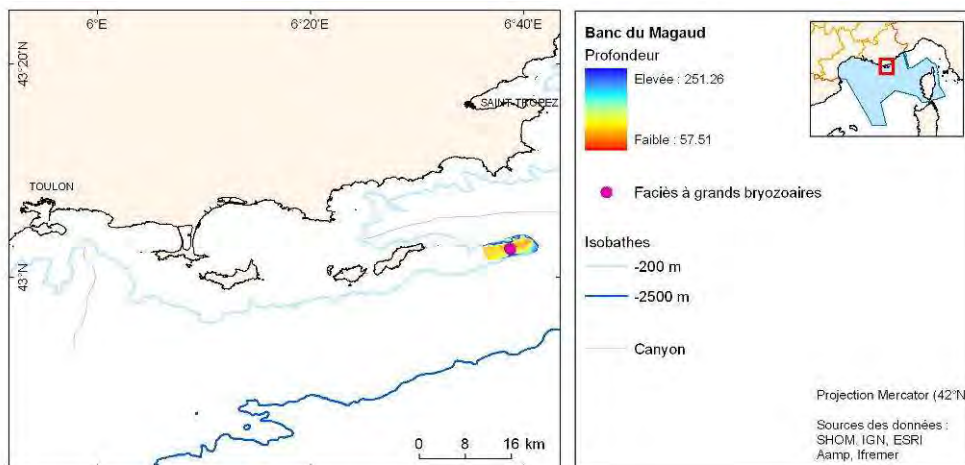 6°E
6°20'E
6°40'E
43°20'N
43°N
SAINT-TROPEZ
TOULON
0 8 16 km
Banc du Magaud
Profondeur
Elevée : 251.26
Faible : 57.51
Faciès à grands bryozoaires
Isobathes
-200 m
-2500 m
Canyon
Projection Mercator (42°N
Sources des données :
SHOM, IGN, ESRI
Aamp, Ifremer